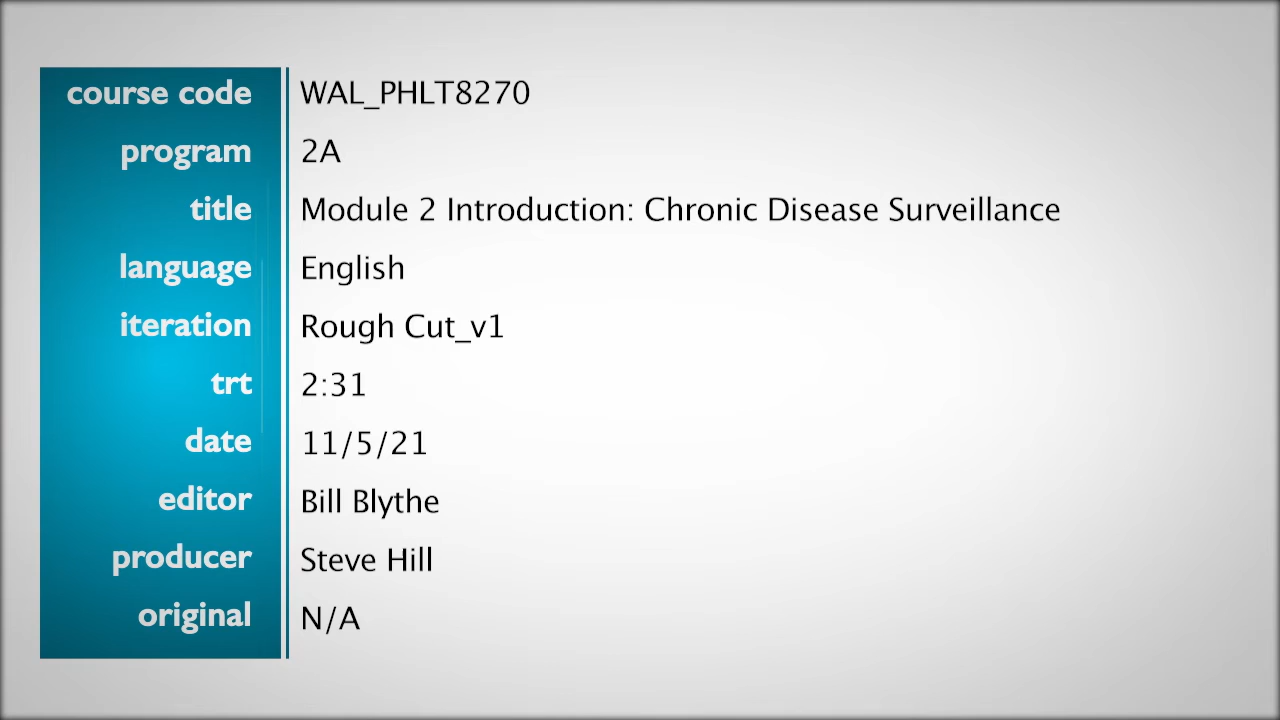 course code WAL_PHLT8270
program 2A
title Module 2 Introduction: Chronic Disease Surveillance
language English
iteration Rough Cut_v1
trt 2:31
date 11/5/21
editor Bill Blythe
producer Steve Hill
original N/A